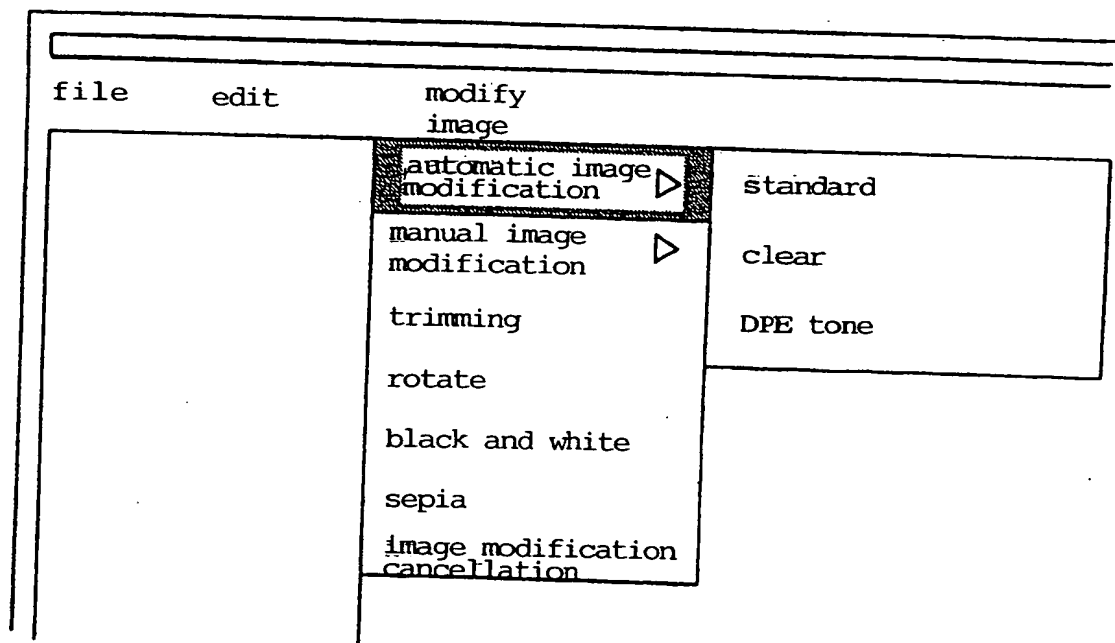 file edit modify
image
automatic image
modification
manual image
modification
trimming
rotate
black and white
sepia
image modification
cancellation
standard
clear
DPE tone